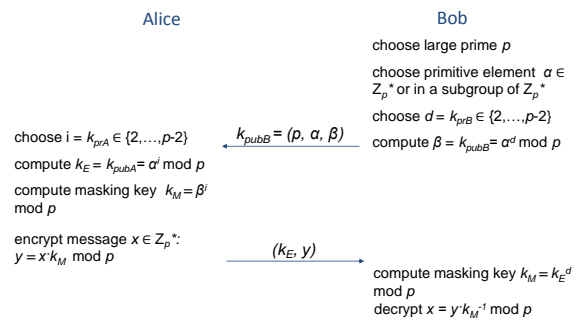 Alice
Bob
choose large prime p
choose primitive element α ∈
Zp* or in a subgroup of Zp*
choose d = kprB ∈ {2,…,p-2}
compute β = kpubB = αd mod p
kpubB = (p, α, β)
choose i = kprA ∈ {2,…,p-2}
compute kE = kpubA = αi mod p
compute masking key kM = βi
mod p
encrypt message x ∈ Zp*:
y = x·kM mod p
(kE, y)
compute masking key kM = kEd
mod p
decrypt x = y·kM-1 mod p